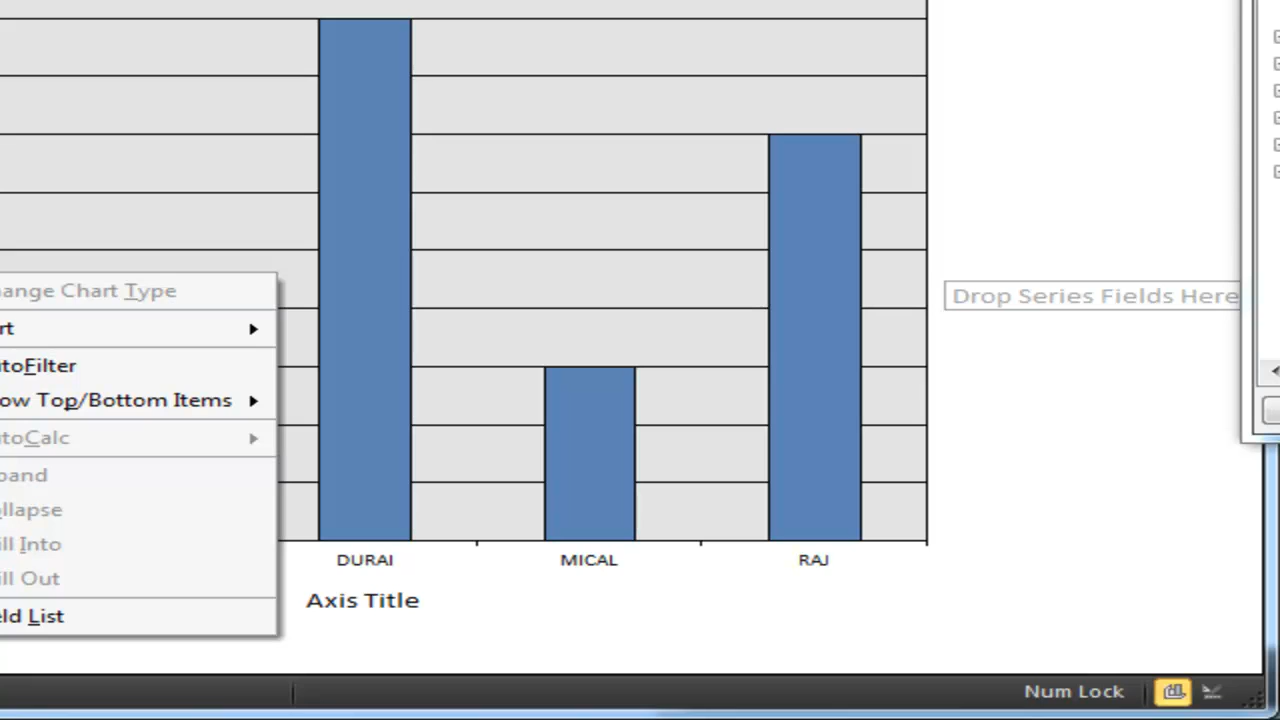 ange Chart Type
rt
toFilter
ow Top/Bottom Items
toCalc
pand
ollapse
ill Into
ill Out
eld List
Drop Series Fields Here
DURAI MICAL RAJ
Axis Title
Num Lock